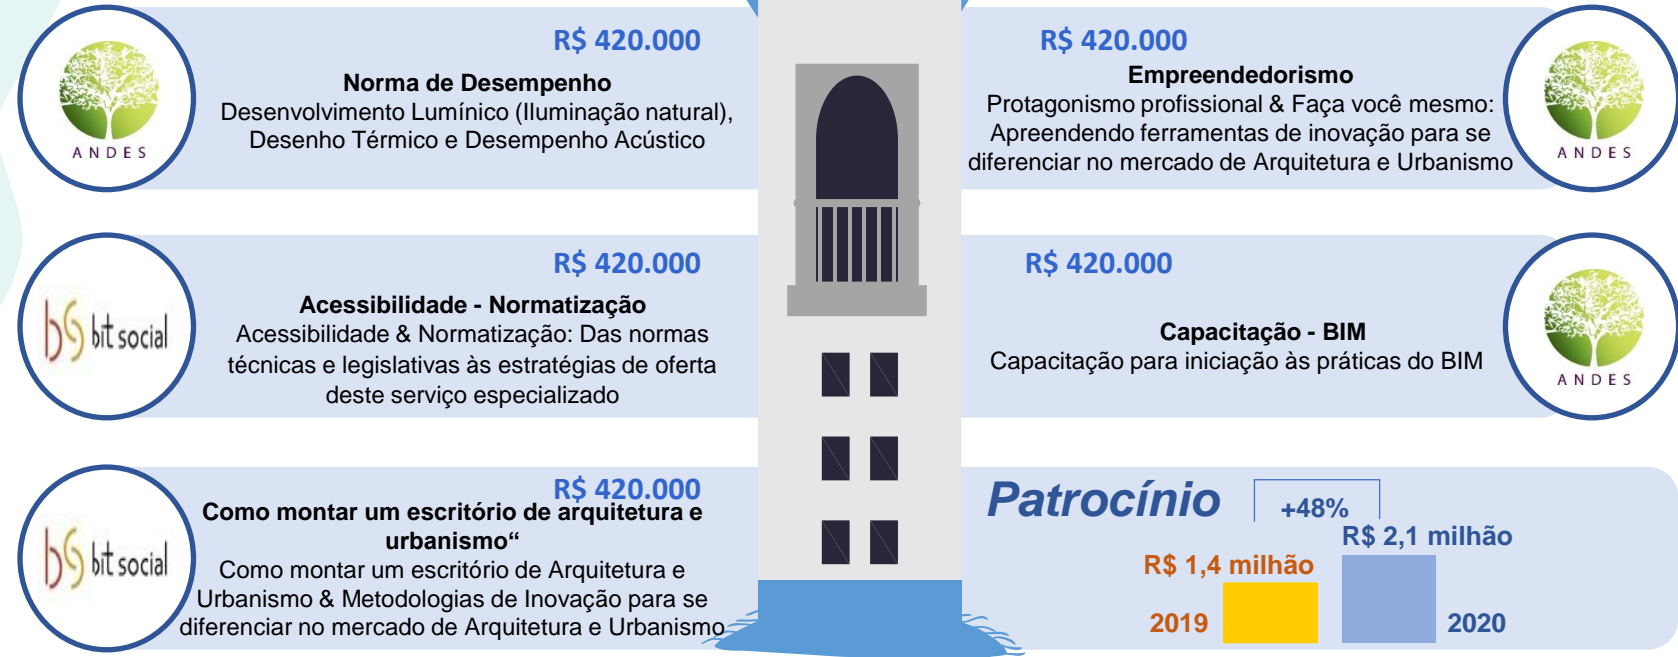 R$ 420.000
Norma de Desempenho
Desenvolvimento Lumínico (Iluminação natural),
Desenho Térmico e Desempenho Acústico
ANDES
R$ 420.000
Empreendedorismo
Protagonismo profissional & Faça você mesmo:
Apreendendo ferramentas de inovação para se
diferenciar no mercado de Arquitetura e Urbanismo
ANDES
R$ 420.000
Acessibilidade - Normatização
Acessibilidade & Normatização: Das normas
técnicas e legislativas às estratégias de oferta
deste serviço especializado
bs bit social
R$ 420.000
Capacitação - BIM
Capacitação para iniciação às práticas do BIM
ANDES
R$ 420.000
Como montar um escritório de arquitetura e
urbanismo“
Como montar um escritório de Arquitetura e
Urbanismo & Metodologias de Inovação para se
diferenciar no mercado de Arquitetura e Urbanismo
bs bit social
Patrocínio
+48%
R$ 2,1 milhão
R$ 1,4 milhão
2019
2020